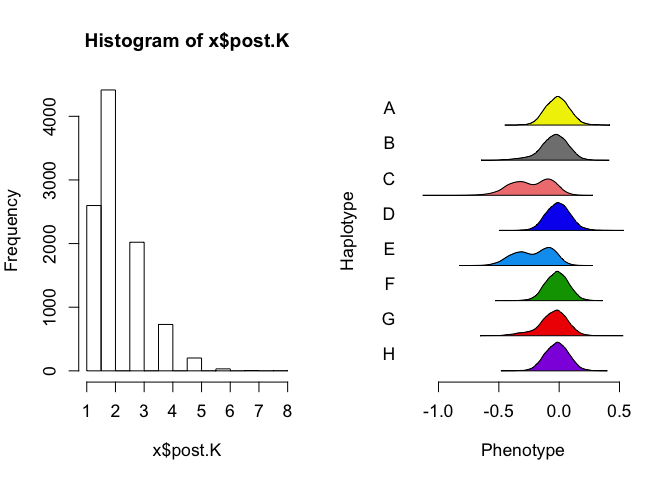 Histogram of x$post.K
Frequency
0
1000
2000
3000
4000
1 2 3 4 5 6 7 8
x$post.K
Haplotype
A
B
C
D
E
F
G
H
-1.0 -0.5 0.0 0.5
Phenotype